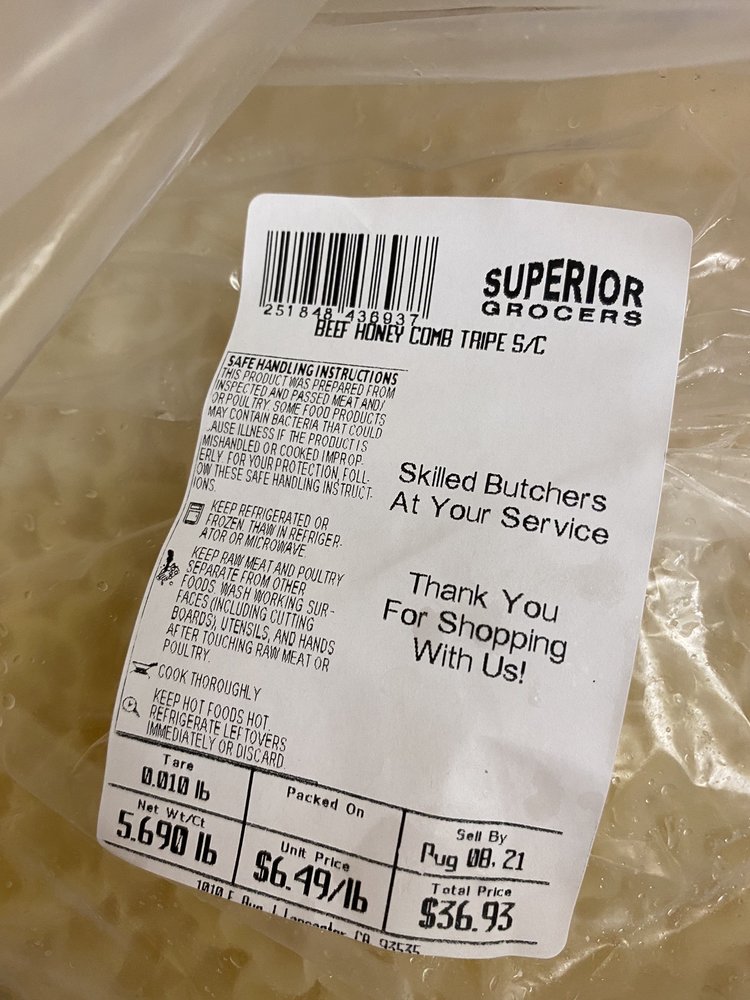 SUPERIOR
GROCERS
251848 436937
BEEF HONEY COMB TRIPE S/C
SAFE HANDLING INSTRUCTIONS
THIS PRODUCT WAS PREPARED FROM
INSPECTED AND PASSED MEAT AND/
OR POULTRY. SOME FOOD PRODUCTS
MAY CONTAIN BACTERIA THAT COULD
AUSE ILLNESS IF THE PRODUCT IS
MISHANDLED OR COOKED IMPROP-
ERLY. FOR YOUR PROTECTION, FOLL-
OW THESE SAFE HANDLING INSTRUCT-
IONS.
KEEP REFRIGERATED OR
FROZEN. THAW IN REFRIGER-
ATOR OR MICROWAVE
KEEP RAW MEAT AND POULTRY
SEPARATE FROM OTHER
FOODS. WASH WORKING SUR-
FACES (INCLUDING CUTTING
BOARDS), UTENSILS, AND HANDS
AFTER TOUCHING RAW MEAT OR
POULTRY.
COOK THOROUGHLY
KEEP HOT FOODS HOT.
REFRIGERATE LEFTOVERS
IMMEDIATELY OR DISCARD
Skilled Butchers
At Your Service
Thank You
For Shopping
With Us!
Tare
0.010 lb
Packed On
Sell By
Aug 08, 21
Net Wt/Ct
5.690 lb
Unit Price
$6.49/lb
Total Price
$36.93
1010 E Ave J Lancaster CA 93535